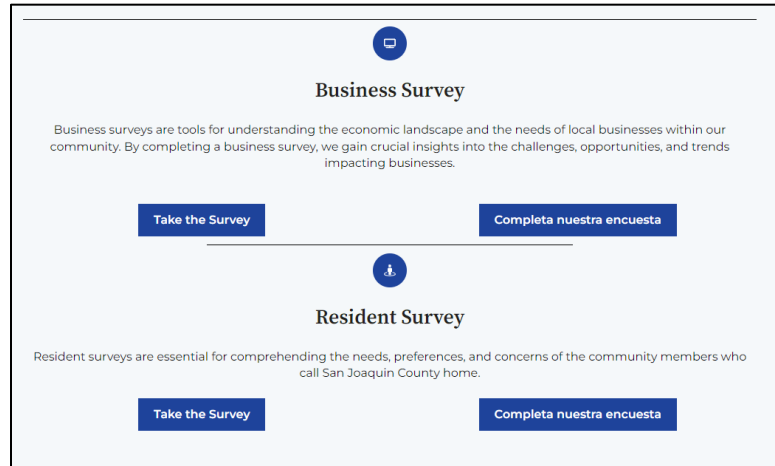 Business Survey
Business surveys are tools for understanding the economic landscape and the needs of local businesses within our
community. By completing a business survey, we gain crucial insights into the challenges, opportunities, and trends
impacting businesses.
Take the Survey
Completa nuestra encuesta
Resident Survey
Resident surveys are essential for comprehending the needs, preferences, and concerns of the community members who
call San Joaquin County home.
Take the Survey
Completa nuestra encuesta